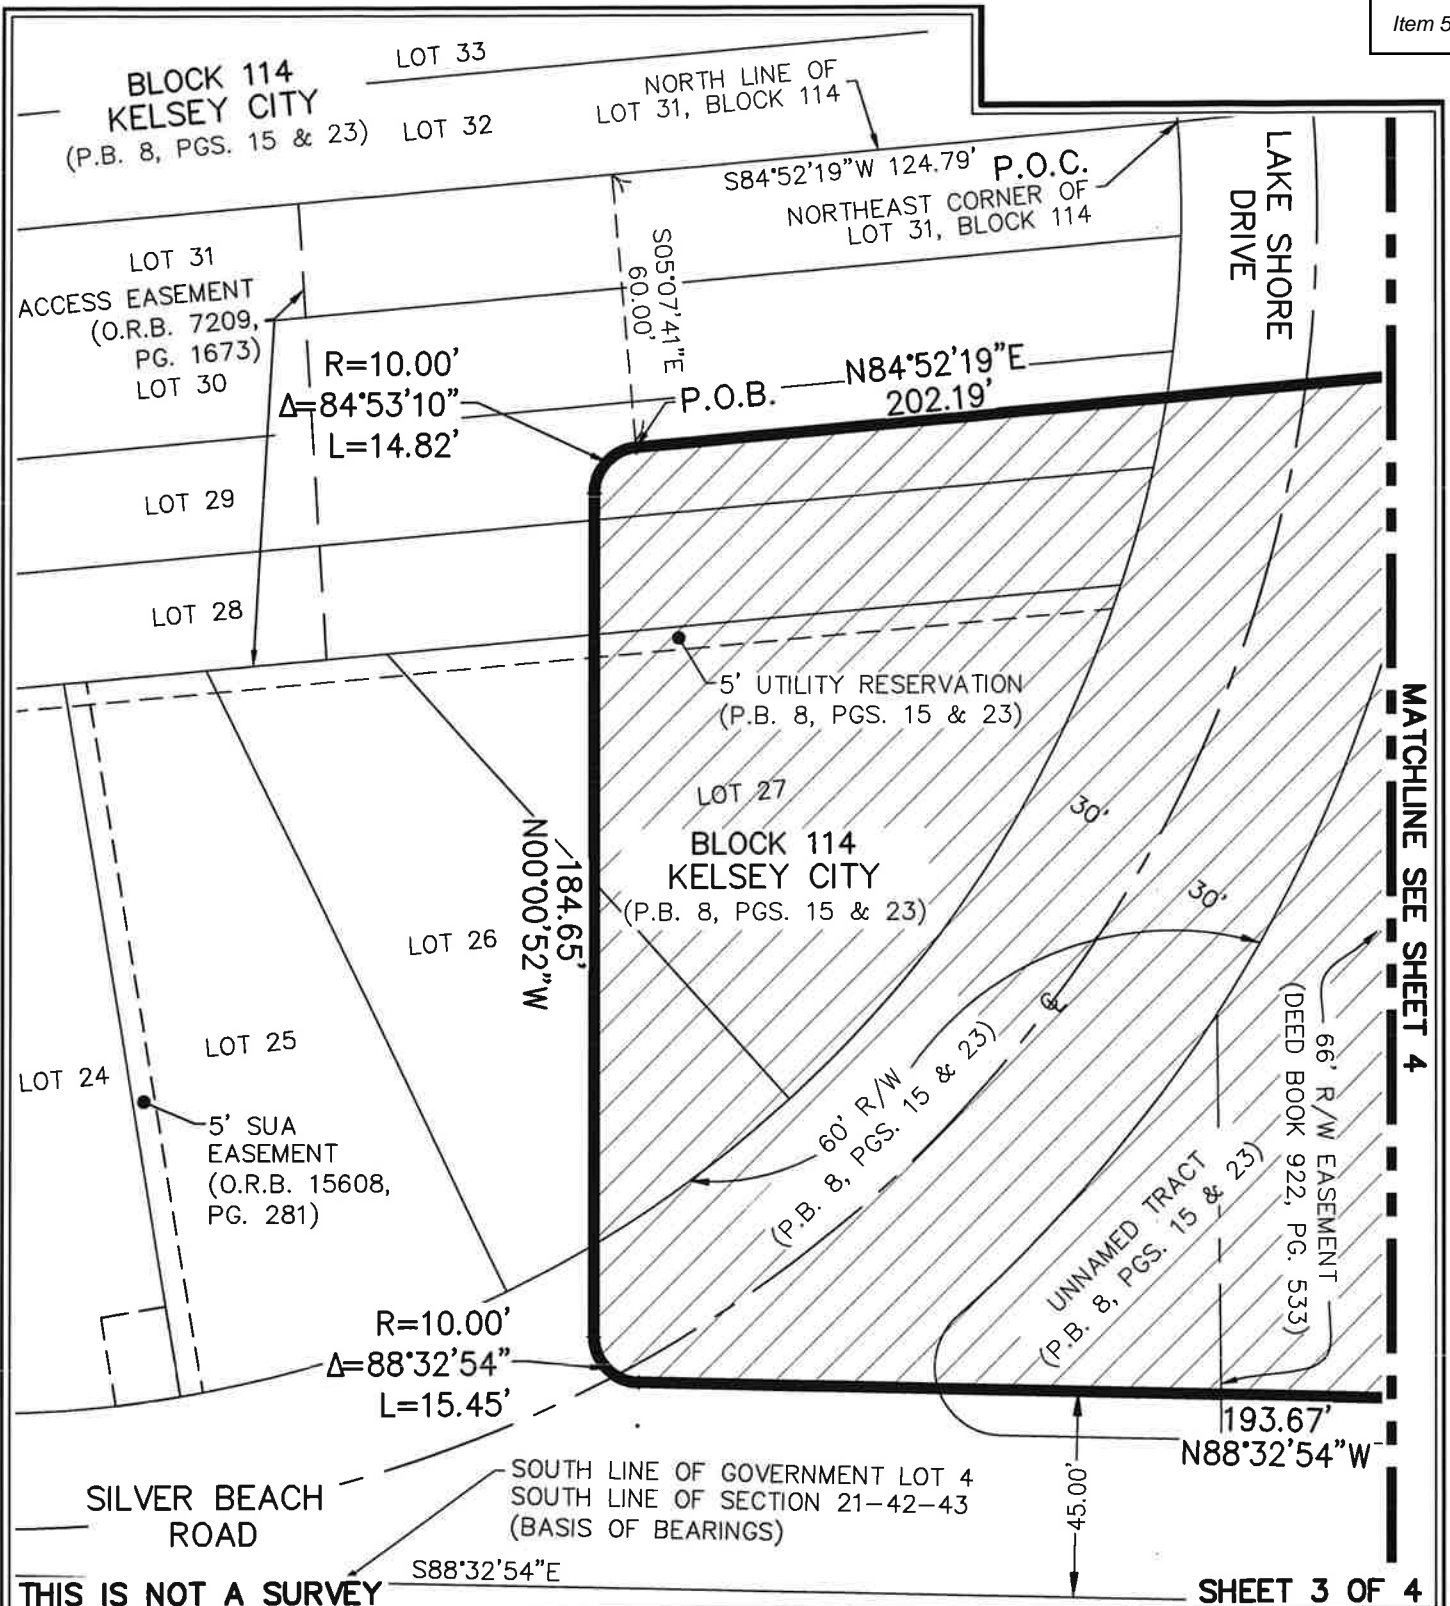 Item 5
BLOCK 114
KELSEY CITY
(P.B. 8, PGS. 15 & 23)
LOT 33
LOT 32
NORTH LINE OF
LOT 31, BLOCK 114
S84°52'19"W 124.79'
P.O.C.
NORTHEAST CORNER OF
LOT 31, BLOCK 114
LAKE SHORE
DRIVE
LOT 31
ACCESS EASEMENT
(O.R.B. 7209,
PG. 1673)
LOT 30
S05°07'41"E
60.00'
R=10.00'
Δ=84°53'10"
L=14.82'
P.O.B.
N84°52'19"E
202.19'
LOT 29
LOT 28
5' UTILITY RESERVATION
(P.B. 8, PGS. 15 & 23)
LOT 27
BLOCK 114
KELSEY CITY
(P.B. 8, PGS. 15 & 23)
184.65'
N00°00'52"W
30'
30'
MATCHLINE SEE SHEET 4
LOT 26
LOT 25
LOT 24
5' SUA
EASEMENT
(O.R.B. 15608,
PG. 281)
60' R/W
(P.B. 8, PGS. 15 & 23)
UNNAMED TRACT
(P.B. 8, PGS. 15 & 23)
66' R/W EASEMENT
(DEED BOOK 922, PG. 533)
R=10.00'
Δ=88°32'54"
L=15.45'
193.67'
N88°32'54"W
45.00'
SILVER BEACH
ROAD
SOUTH LINE OF GOVERNMENT LOT 4
SOUTH LINE OF SECTION 21-42-43
(BASIS OF BEARINGS)
S88°32'54"E
THIS IS NOT A SURVEY
SHEET 3 OF 4